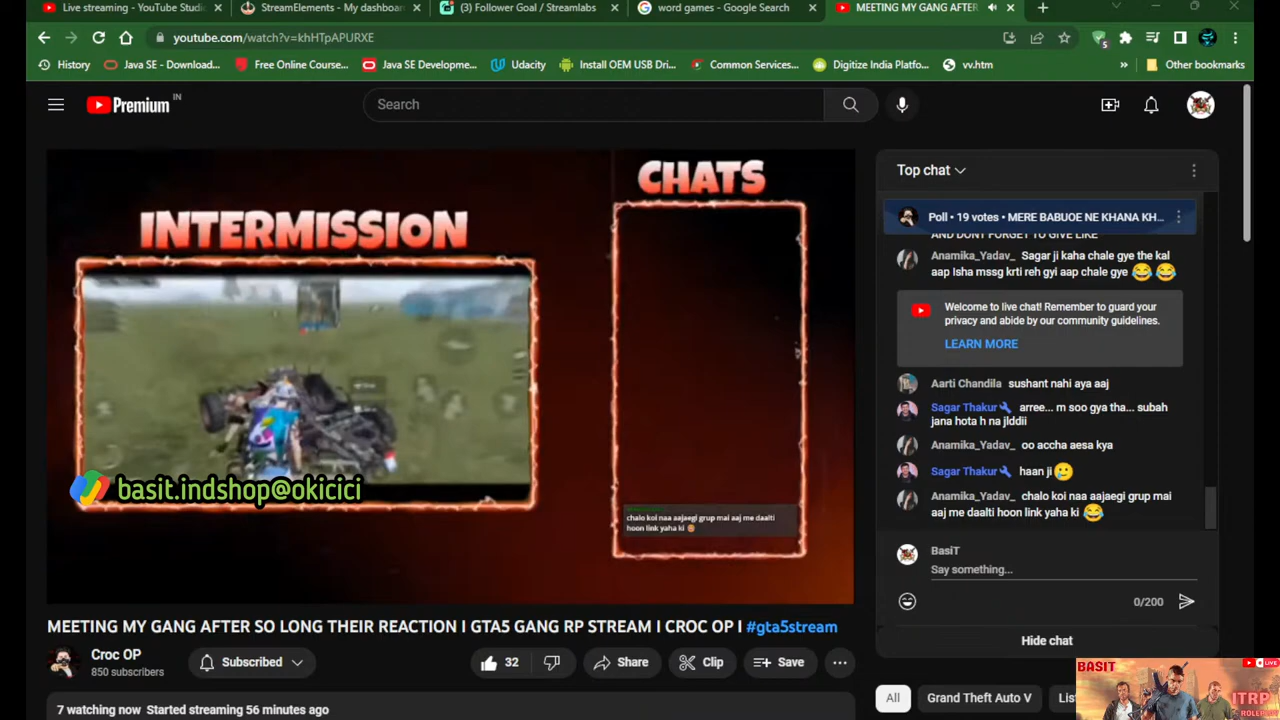 Live streaming - YouTube Studi
StreamElements - My dashboar
(3) Follower Goal / Streamlabs
word games - Google Search
MEETING MY GANG AFTER
youtube.com/watch?v=khHTpAPURXE
5
History
Java SE - Download...
Free Online Course...
Java SE Developme...
Udacity
Install OEM USB Driv...
Common Services...
Digitize India Platfo...
vv.htm
Other bookmarks
Premium IN
Search
INTERMISSION
CHATS
basit.indshop@okicici
chalo koi naa aajaegi grup mai aaj me daalti
hoon link yaha ki
Top chat
Poll • 19 votes • MERE BABUOE NE KHANA KH...
AND DONT FORGET TO GIVE LIKE
Anamika_Yadav_ Sagar ji kaha chale gye the kal
aap Isha mssg krti reh gyi aap chale gye 😂 😂
Welcome to live chat! Remember to guard your
privacy and abide by our community guidelines.
LEARN MORE
Aarti Chandila sushant nahi aya aaj
Sagar Thakur arree... m soo gya tha... subah
jana hota h na jlddii
Anamika_Yadav_ oo accha aesa kya
Sagar Thakur haan ji 🥲
Anamika_Yadav_ chalo koi naa aajaegi grup mai
aaj me daalti hoon link yaha ki 😂
BasiT
Say something...
0/200
Hide chat
MEETING MY GANG AFTER SO LONG THEIR REACTION I GTA5 GANG RP STREAM I CROC OP I #gta5stream
Croc OP
850 subscribers
Subscribed
32
Share
Clip
Save
7 watching now Started streaming 56 minutes ago
All
Grand Theft Auto V
BASIT
LIVE
ITRP
ROLLPLAY